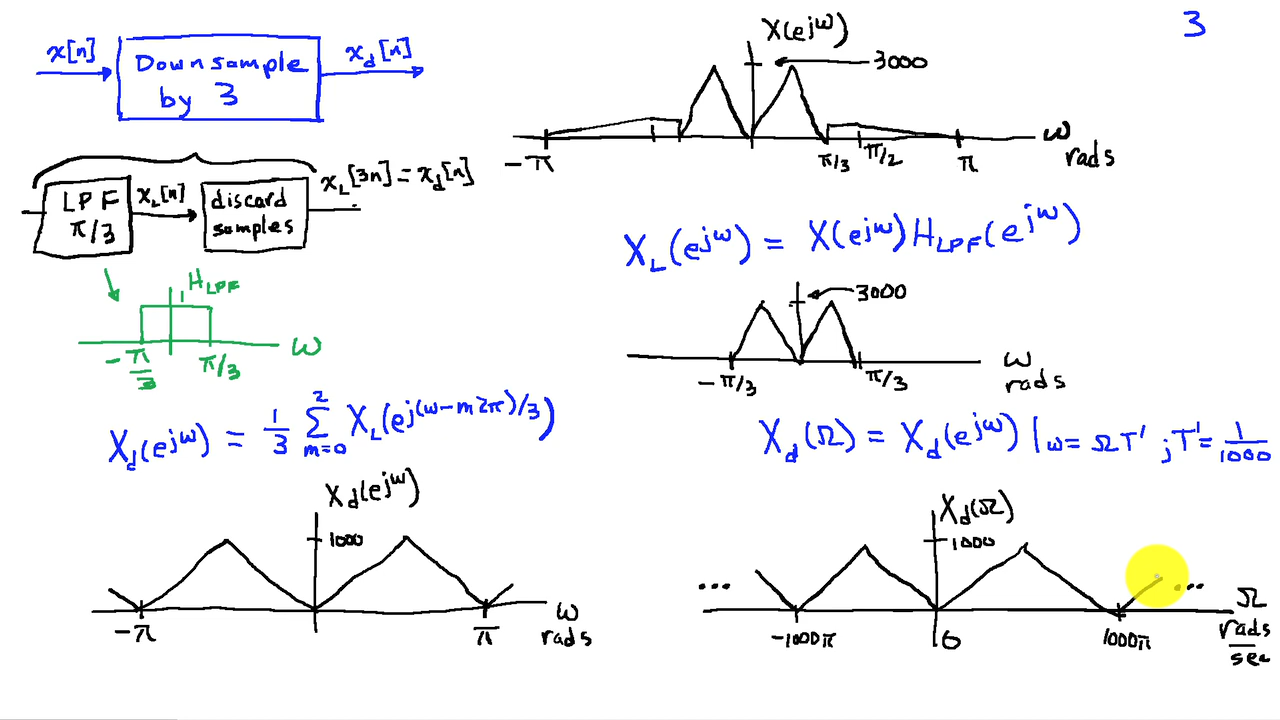 3
x[n]
Downsample
by 3
x_d[n]
LPF
π/3
x_L[n]
discard
samples
x_L[3n] = x_d[n]
H_LPF
1
-π/3
π/3
ω
X(e^jω)
3000
-π
π/3
π/2
π
ω
rads
X_L(e^jω) = X(e^jω) H_LPF(e^jω)
3000
-π/3
π/3
ω
rads
X_d(e^jω) = 1/3 Σ_{m=0}^{2} X_L(e^j(ω-m2π)/3)
X_d(Ω) = X_d(e^jω) | ω = ΩT' ; T' = 1/1000
X_d(e^jω)
1000
-π
π
ω
rads
X_d(Ω)
1000
...
...
-1000π
0
1000π
Ω
rads
sec